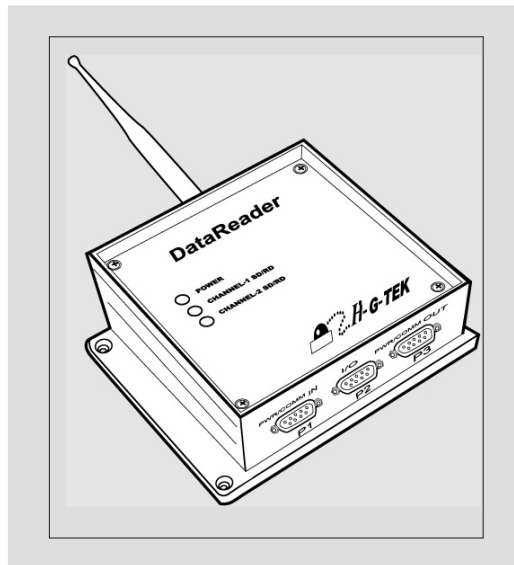 DataReader
POWER
CHANNEL-1 SD/RD
CHANNEL-2 SD/RD
H-G-TEK
PWR/COMM IN
P1
I/O
P2
PWR/COMM OUT
P3